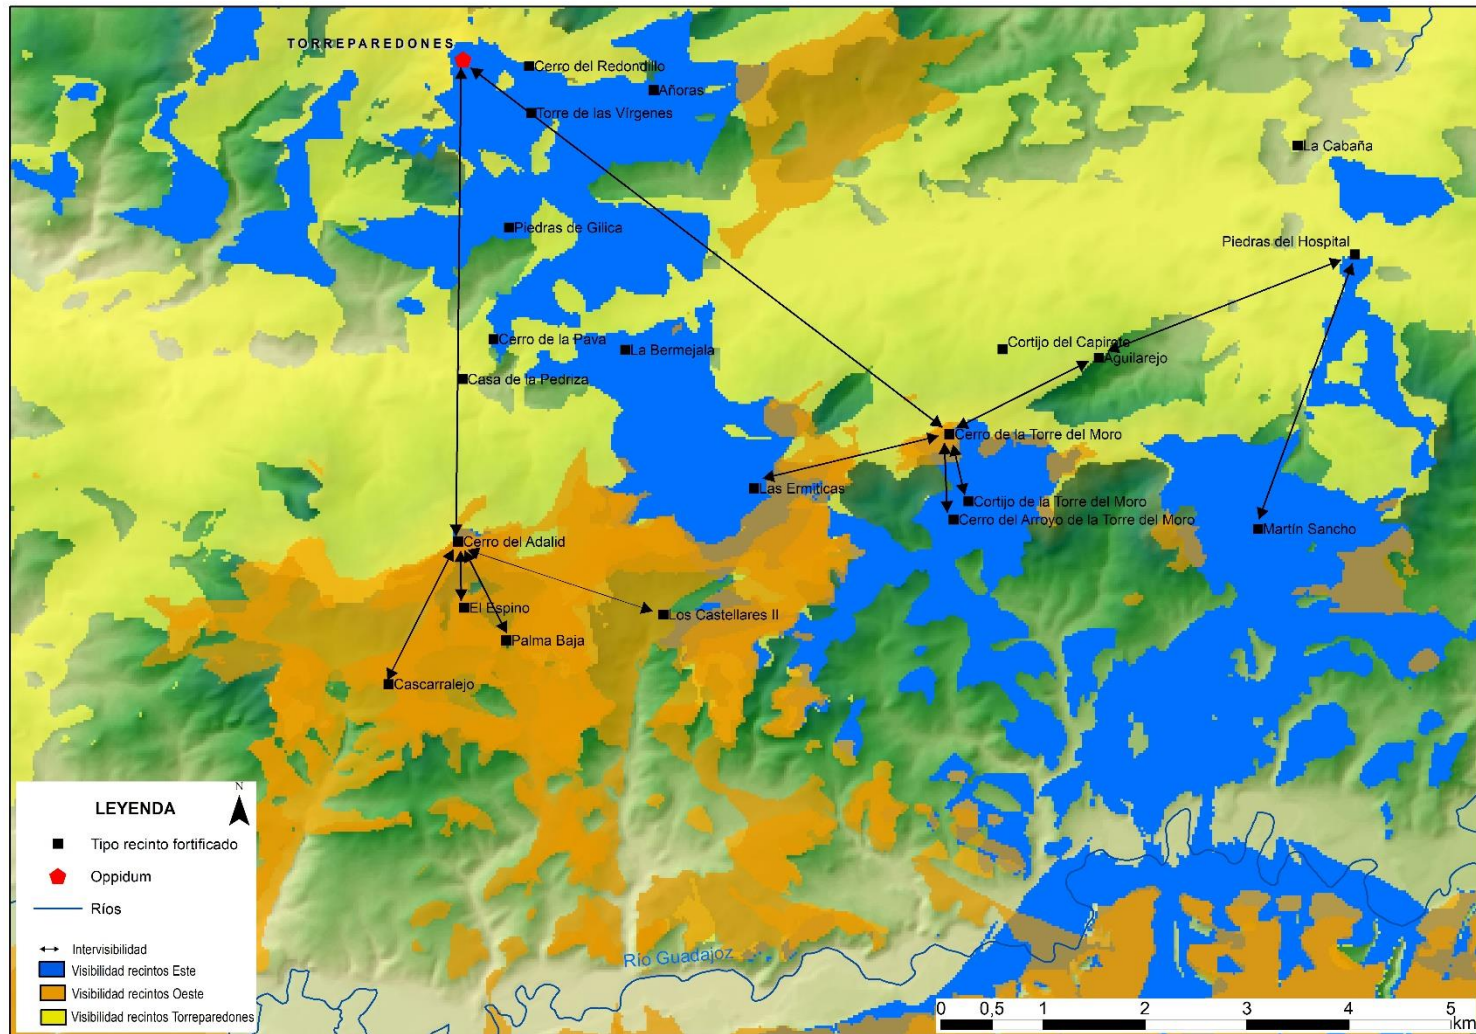 TORREPAREDONES
Cerro del Redondillo
Añoras
Torre de las Vírgenes
La Cabaña
Piedras de Gilica
Piedras del Hospital
Cerro de la Pava
La Bermejala
Cortijo del Capirote
Aguilarejo
Casa de la Pedriza
Cerro de la Torre del Moro
Las Ermiticas
Cortijo de la Torre del Moro
Cerro del Arroyo de la Torre del Moro
Martín Sancho
Cerro del Adalid
El Espino
Los Castellares II
Palma Baja
Cascarralejo
N
LEYENDA
Tipo recinto fortificado
Oppidum
Ríos
Intervisibilidad
Visibilidad recintos Este
Visibilidad recintos Oeste
Visibilidad recintos Torreparedones
Río Guadajoz
0 0,5 1 2 3 4 5
km